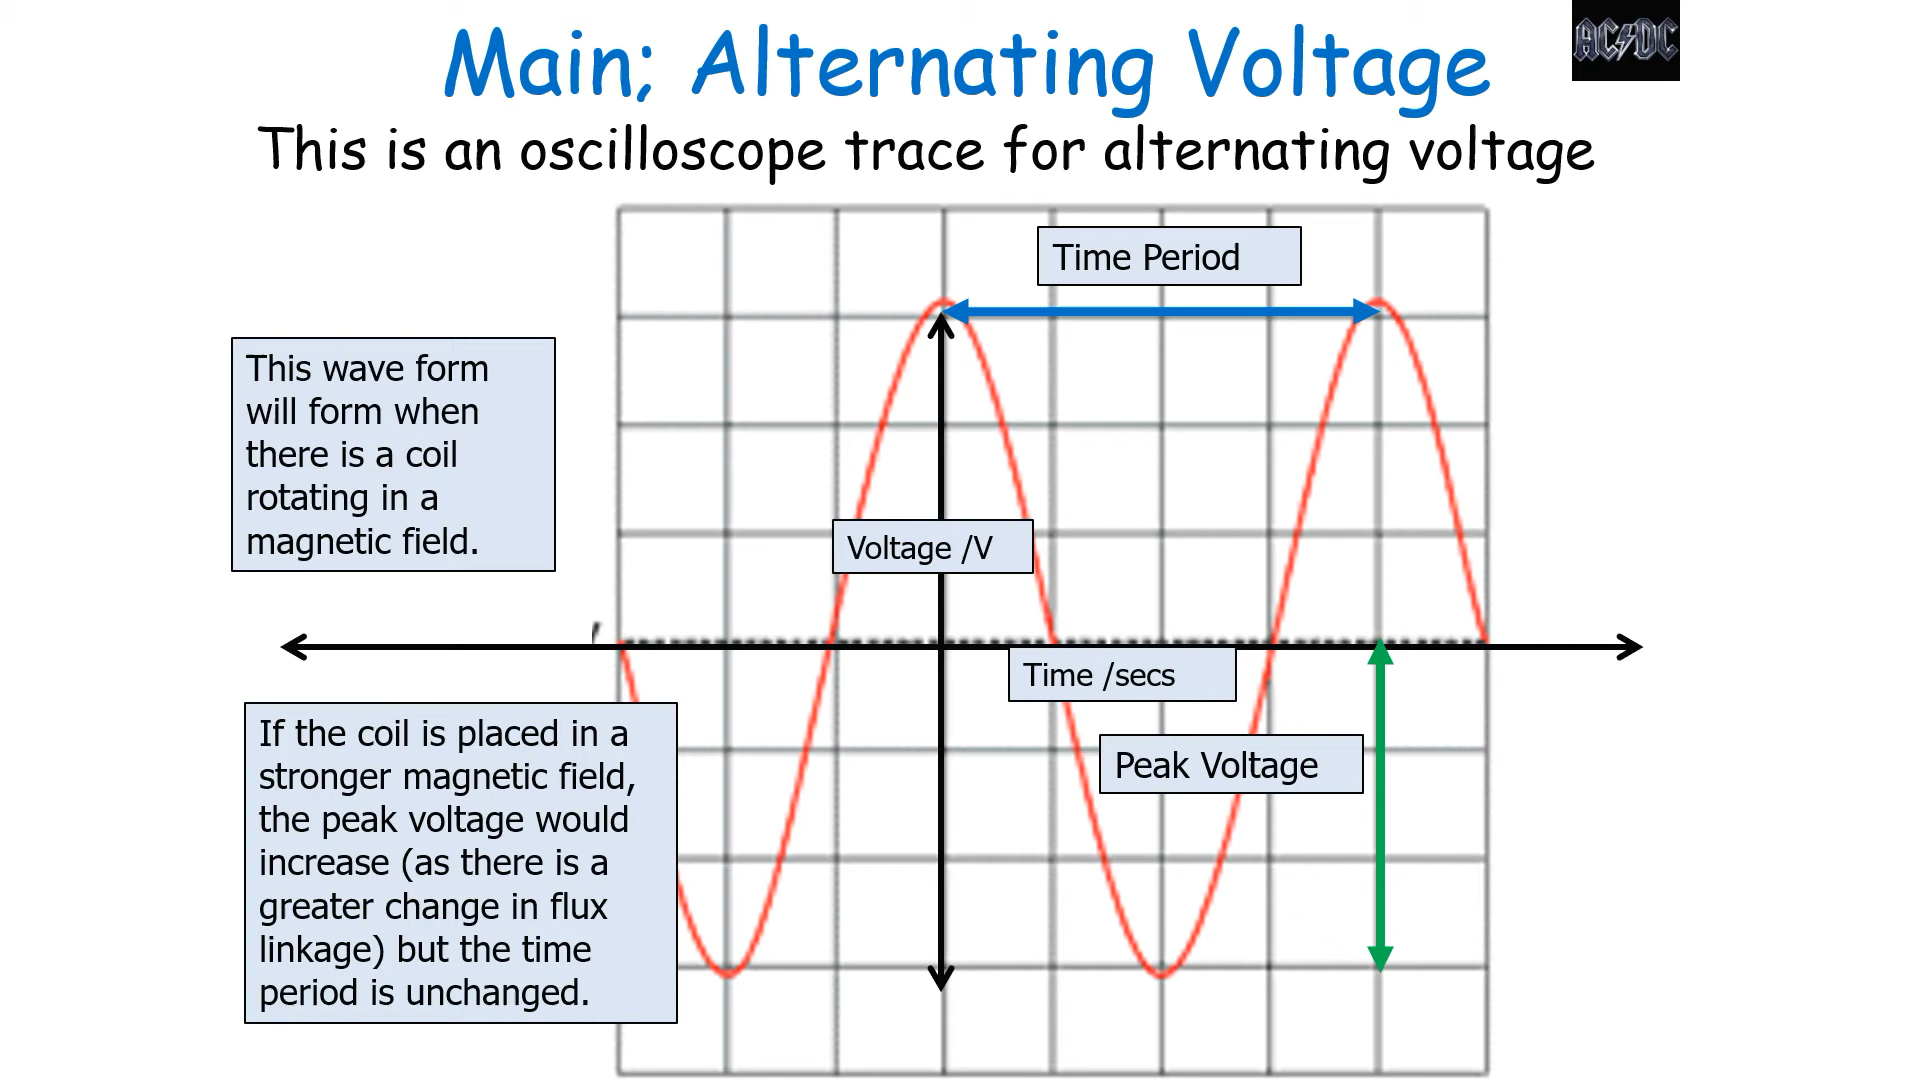 Main; Alternating Voltage
AC/DC
This is an oscilloscope trace for alternating voltage
Time Period
This wave form
will form when
there is a coil
rotating in a
magnetic field.
Voltage /V
Time /secs
If the coil is placed in a
stronger magnetic field,
the peak voltage would
increase (as there is a
greater change in flux
linkage) but the time
period is unchanged.
Peak Voltage